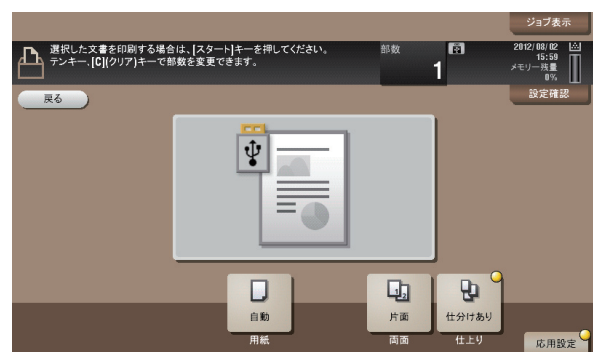 ジョブ表示
選択した文書を印刷する場合は、[スタート]キーを押してください。
テンキー、[C](クリア)キーで部数を変更できます。
部数
1
2012/08/02
15:59
メモリー残量
0%
戻る
設定確認
自動
片面
仕分けあり
用紙
両面
仕上り
応用設定